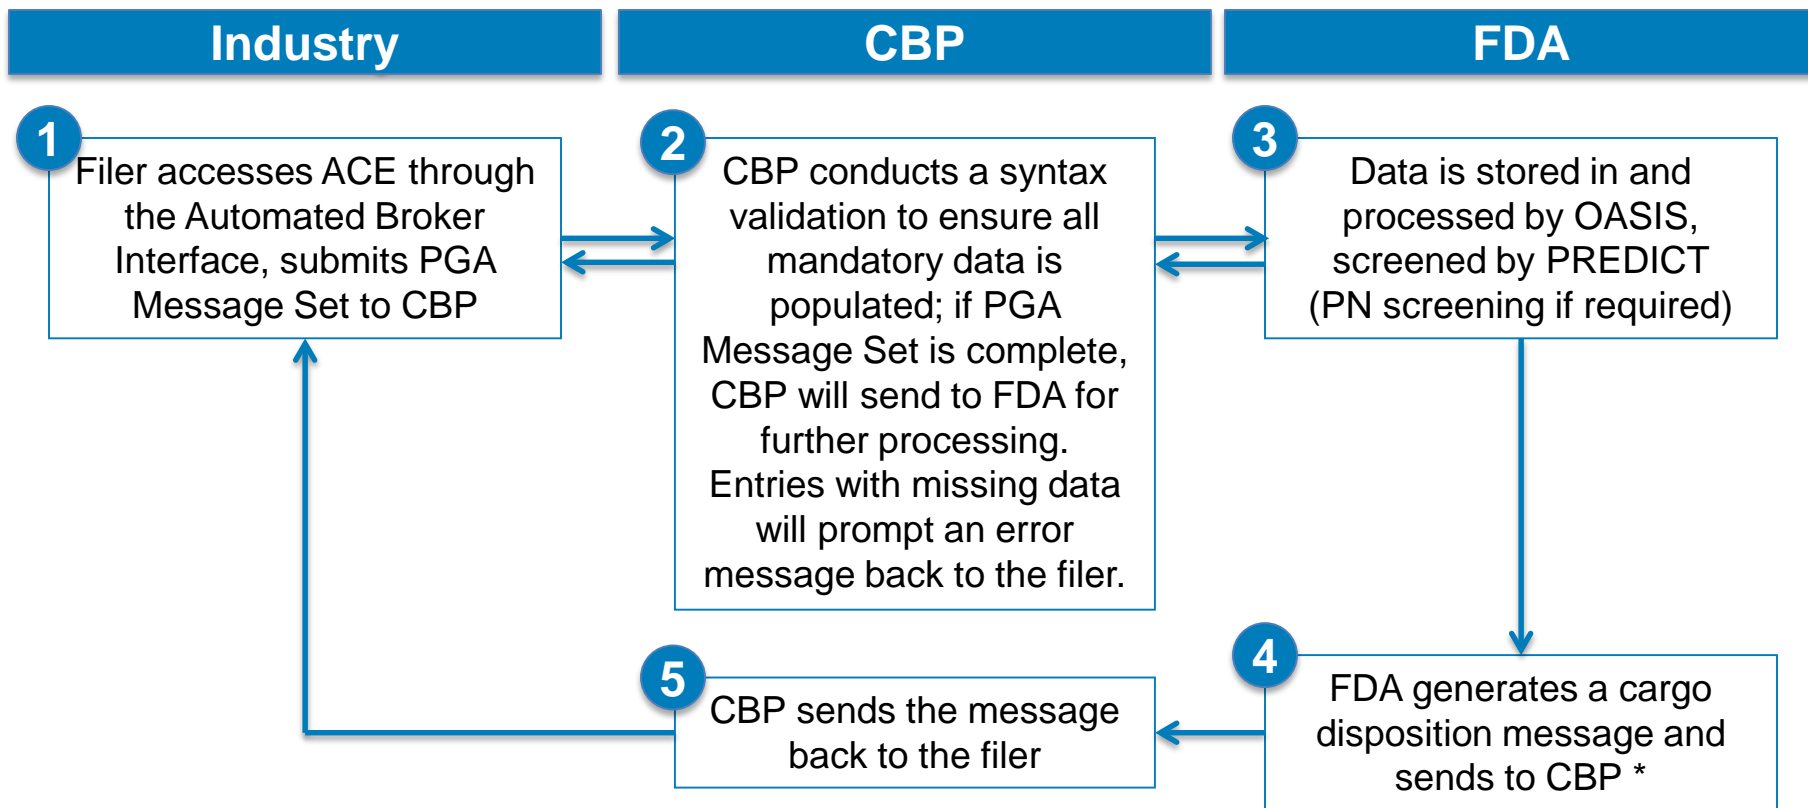 Industry
CBP
FDA
1
Filer accesses ACE through
the Automated Broker
Interface, submits PGA
Message Set to CBP
2
CBP conducts a syntax
validation to ensure all
mandatory data is
populated; if PGA
Message Set is complete,
CBP will send to FDA for
further processing.
Entries with missing data
will prompt an error
message back to the filer.
3
Data is stored in and
processed by OASIS,
screened by PREDICT
(PN screening if required)
4
FDA generates a cargo
disposition message and
sends to CBP *
5
CBP sends the message
back to the filer